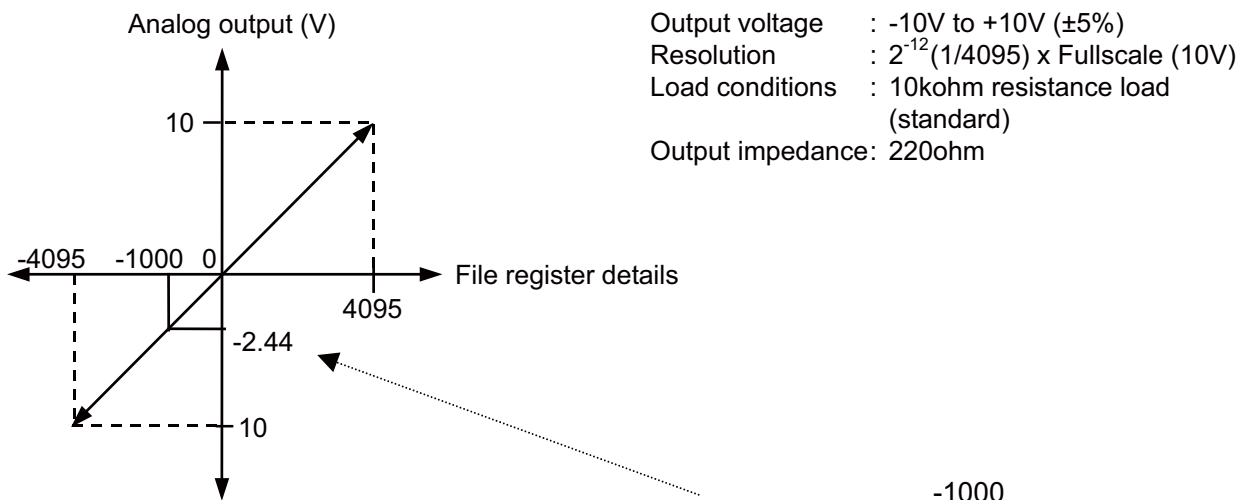 Analog output (V)
Output voltage : -10V to +10V (±5%)
Resolution : 2⁻¹²(1/4095) x Fullscale (10V)
Load conditions : 10kohm resistance load
(standard)
Output impedance: 220ohm
10
-4095 -1000 0
File register details
4095
-2.44
10
-1000